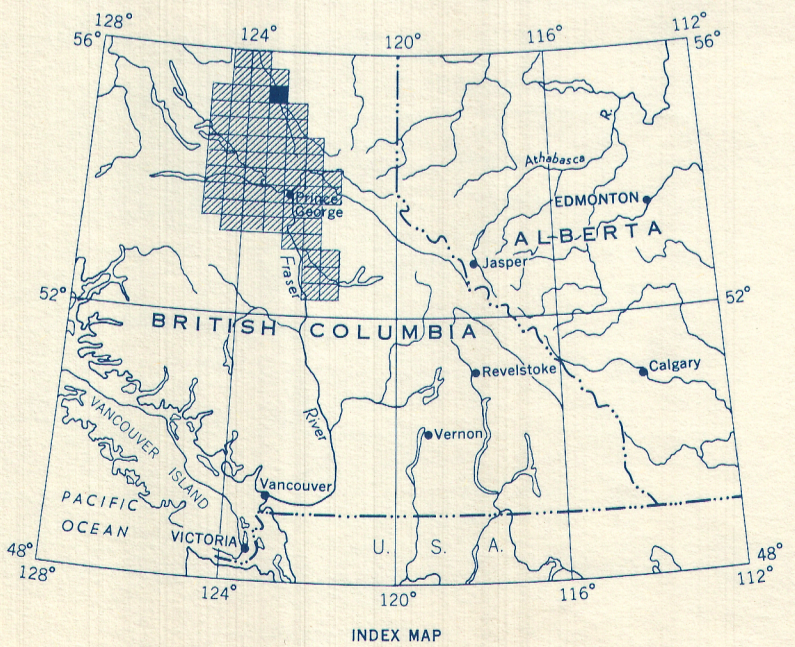 128°
124°
120°
116°
112°
56°
56°
R.
Athabasca
EDMONTON
Prince
George
ALBERTA
Jasper
Fraser
52°
52°
BRITISH COLUMBIA
Revelstoke
Calgary
VANCOUVER ISLAND
River
Vernon
Vancouver
PACIFIC
OCEAN
VICTORIA
U. S. A.
48°
48°
128°
124°
120°
116°
112°
INDEX MAP